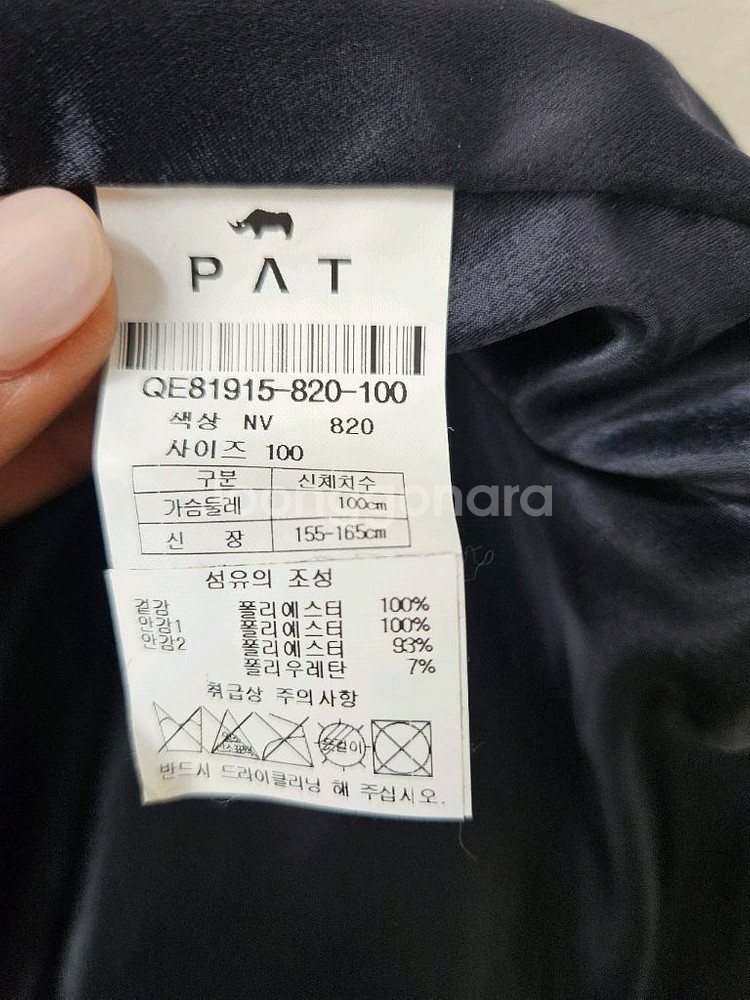 PAT
QE81915-820-100
색상 NV 820
사이즈 100
구분 신체치수
가슴둘레 100cm
신 장 155-165cm
섬유의 조성
겉감 폴리에스터 100%
안감1 폴리에스터 100%
안감2 폴리에스터 93%
폴리우레탄 7%
취급상 주의사항
반드시 드라이클리닝 해 주십시오.